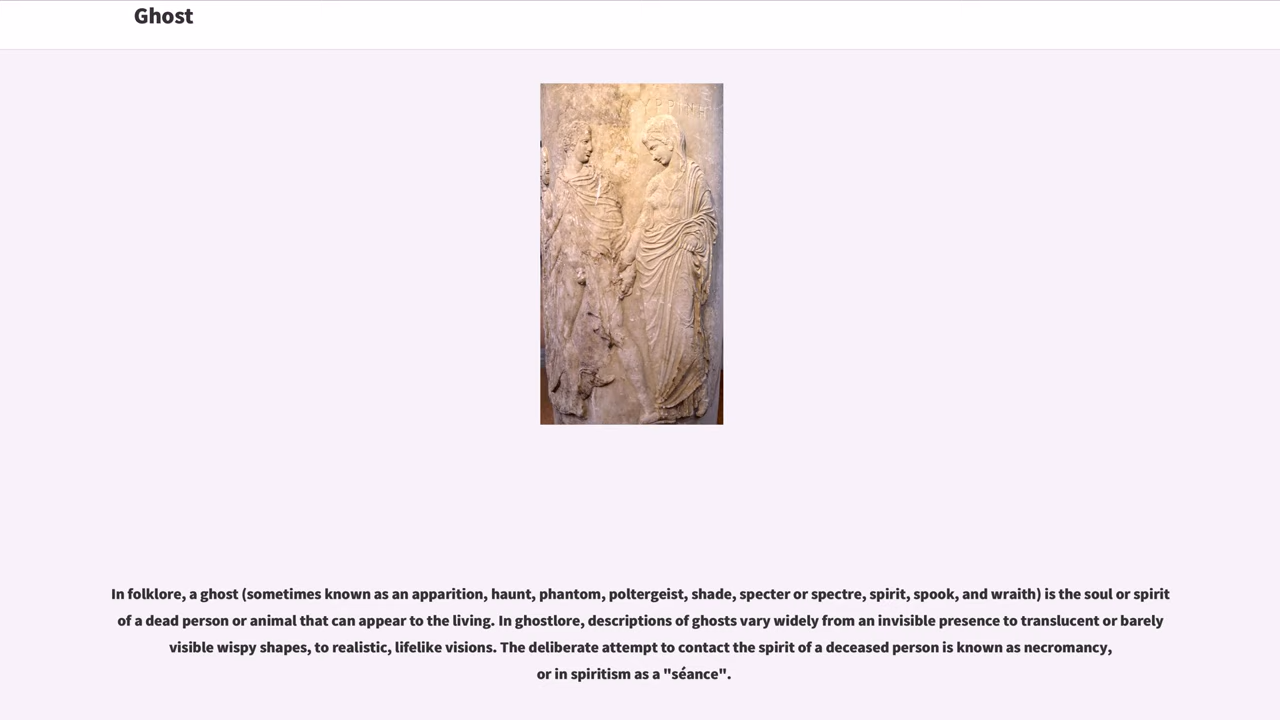 Ghost
In folklore, a ghost (sometimes known as an apparition, haunt, phantom, poltergeist, shade, specter or spectre, spirit, spook, and wraith) is the soul or spirit
of a dead person or animal that can appear to the living. In ghostlore, descriptions of ghosts vary widely from an invisible presence to translucent or barely
visible wispy shapes, to realistic, lifelike visions. The deliberate attempt to contact the spirit of a deceased person is known as necromancy,
or in spiritism as a "séance".